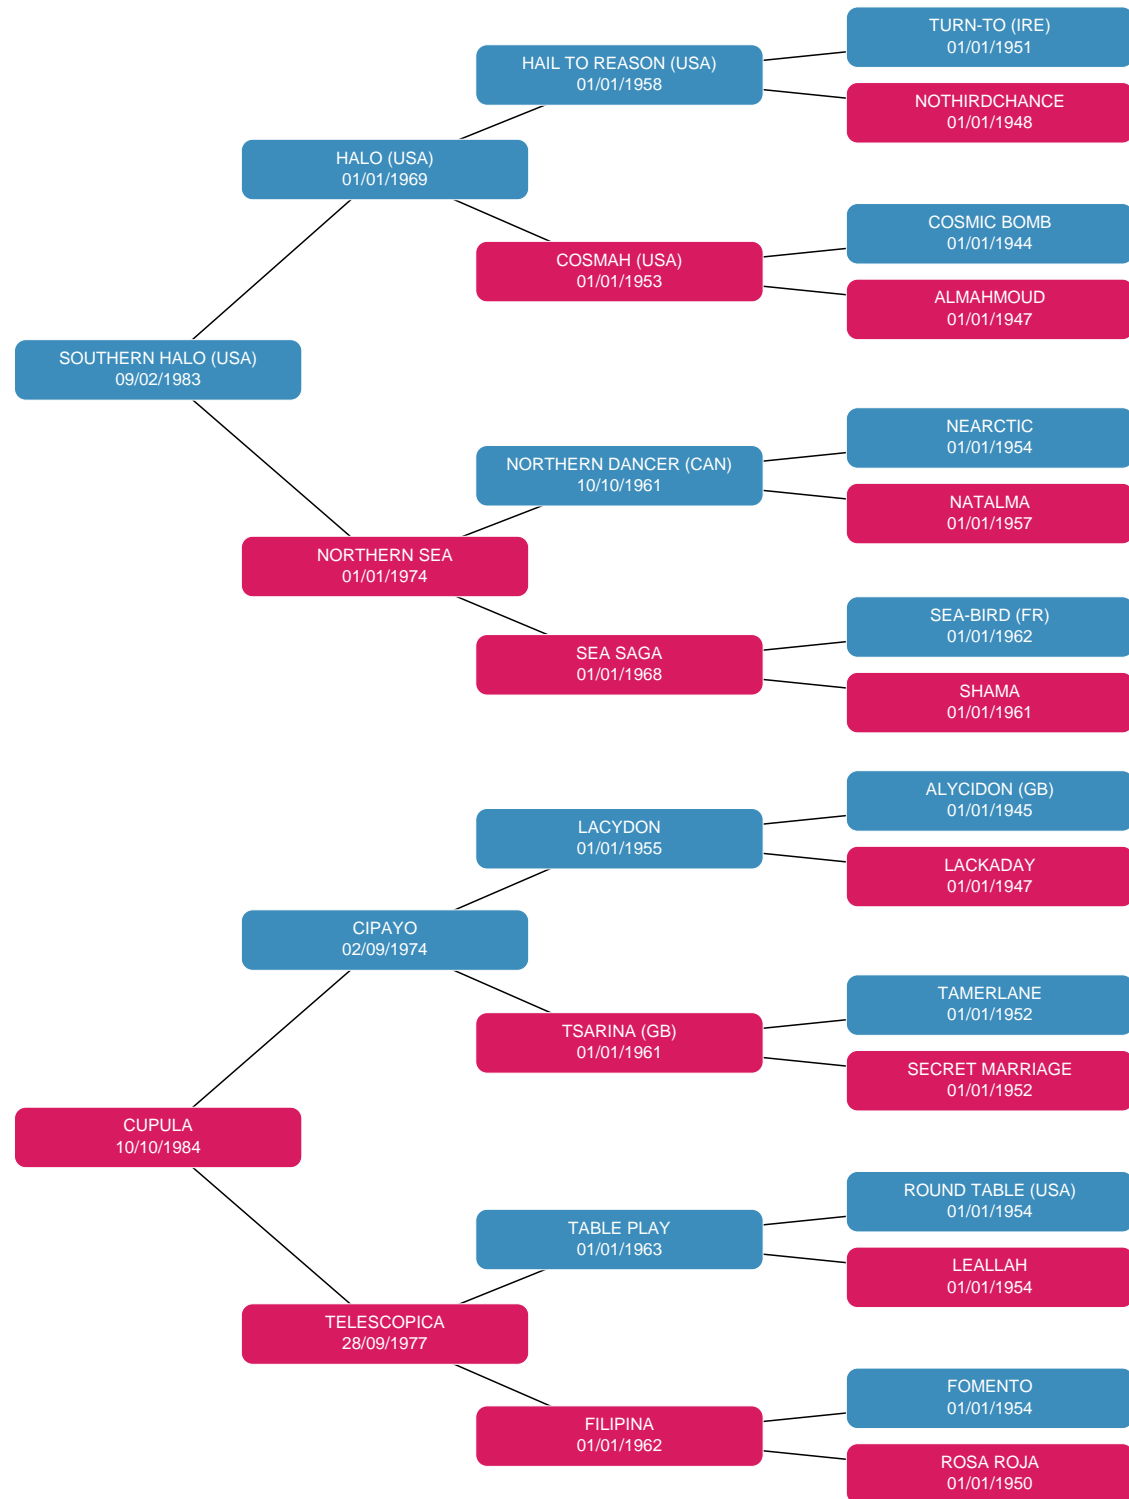 TURN-TO (IRE)
01/01/1951
HAIL TO REASON (USA)
01/01/1958
NOTHIRDCHANCE
01/01/1948
HALO (USA)
01/01/1969
COSMIC BOMB
01/01/1944
COSMAH (USA)
01/01/1953
ALMAHMOUD
01/01/1947
SOUTHERN HALO (USA)
09/02/1983
NEARCTIC
01/01/1954
NORTHERN DANCER (CAN)
10/10/1961
NATALMA
01/01/1957
NORTHERN SEA
01/01/1974
SEA-BIRD (FR)
01/01/1962
SEA SAGA
01/01/1968
SHAMA
01/01/1961
ALYCIDON (GB)
01/01/1945
LACYDON
01/01/1955
LACKADAY
01/01/1947
CIPAYO
02/09/1974
TAMERLANE
01/01/1952
TSARINA (GB)
01/01/1961
SECRET MARRIAGE
01/01/1952
CUPULA
10/10/1984
ROUND TABLE (USA)
01/01/1954
TABLE PLAY
01/01/1963
LEALLAH
01/01/1954
TELESCOPICA
28/09/1977
FOMENTO
01/01/1954
FILIPINA
01/01/1962
ROSA ROJA
01/01/1950